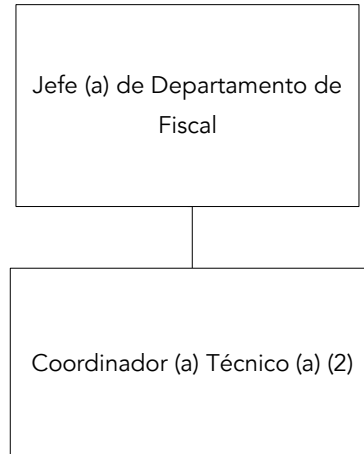 Jefe (a) de Departamento de
Fiscal
Coordinador (a) Técnico (a) (2)